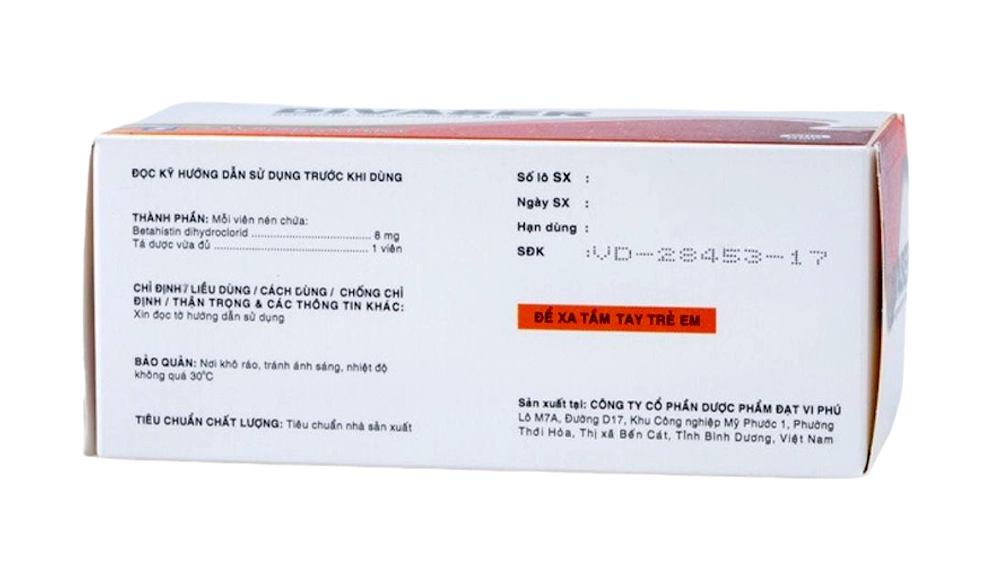 DIVASER
ĐỌC KỸ HƯỚNG DẪN SỬ DỤNG TRƯỚC KHI DÙNG
THÀNH PHẦN: Mỗi viên nén chứa:
Betahistin dihydroclorid ........................................ 8 mg
Tá dược vừa đủ .................................................... 1 viên
CHỈ ĐỊNH / LIỀU DÙNG / CÁCH DÙNG / CHỐNG CHỈ
ĐỊNH / THẬN TRỌNG & CÁC THÔNG TIN KHÁC:
Xin đọc tờ hướng dẫn sử dụng
BẢO QUẢN: Nơi khô ráo, tránh ánh sáng, nhiệt độ
không quá 30°C
TIÊU CHUẨN CHẤT LƯỢNG: Tiêu chuẩn nhà sản xuất
Số lô SX :
Ngày SX :
Hạn dùng :
SĐK :VD-28453-17
ĐỂ XA TẦM TAY TRẺ EM
Sản xuất tại: CÔNG TY CỔ PHẦN DƯỢC PHẨM ĐẠT VI PHÚ
Lô M7A, Đường D17, Khu Công nghiệp Mỹ Phước 1, Phường
Thới Hòa, Thị xã Bến Cát, Tỉnh Bình Dương, Việt Nam